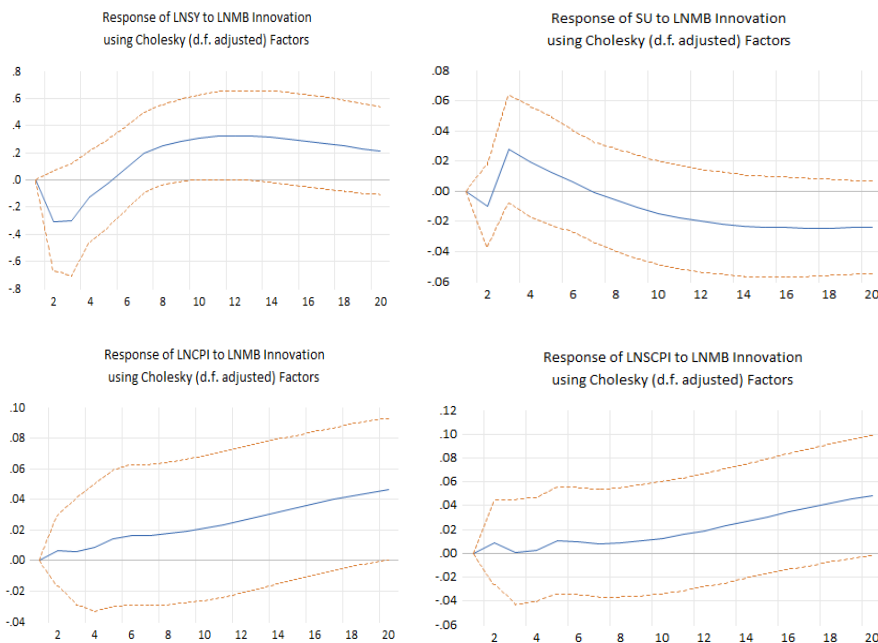 Response of LNSY to LNMB Innovation
using Cholesky (d.f. adjusted) Factors
.8
.6
.4
.2
.0
-.2
-.4
-.6
-.8
2 4 6 8 10 12 14 16 18 20
Response of SU to LNMB Innovation
using Cholesky (d.f. adjusted) Factors
.08
.06
.04
.02
.00
-.02
-.04
-.06
2 4 6 8 10 12 14 16 18 20
Response of LNCPI to LNMB Innovation
using Cholesky (d.f. adjusted) Factors
.10
.08
.06
.04
.02
.00
-.02
-.04
2 4 6 8 10 12 14 16 18 20
Response of LNSCPI to LNMB Innovation
using Cholesky (d.f. adjusted) Factors
.12
.10
.08
.06
.04
.02
.00
-.02
-.04
-.06
2 4 6 8 10 12 14 16 18 20